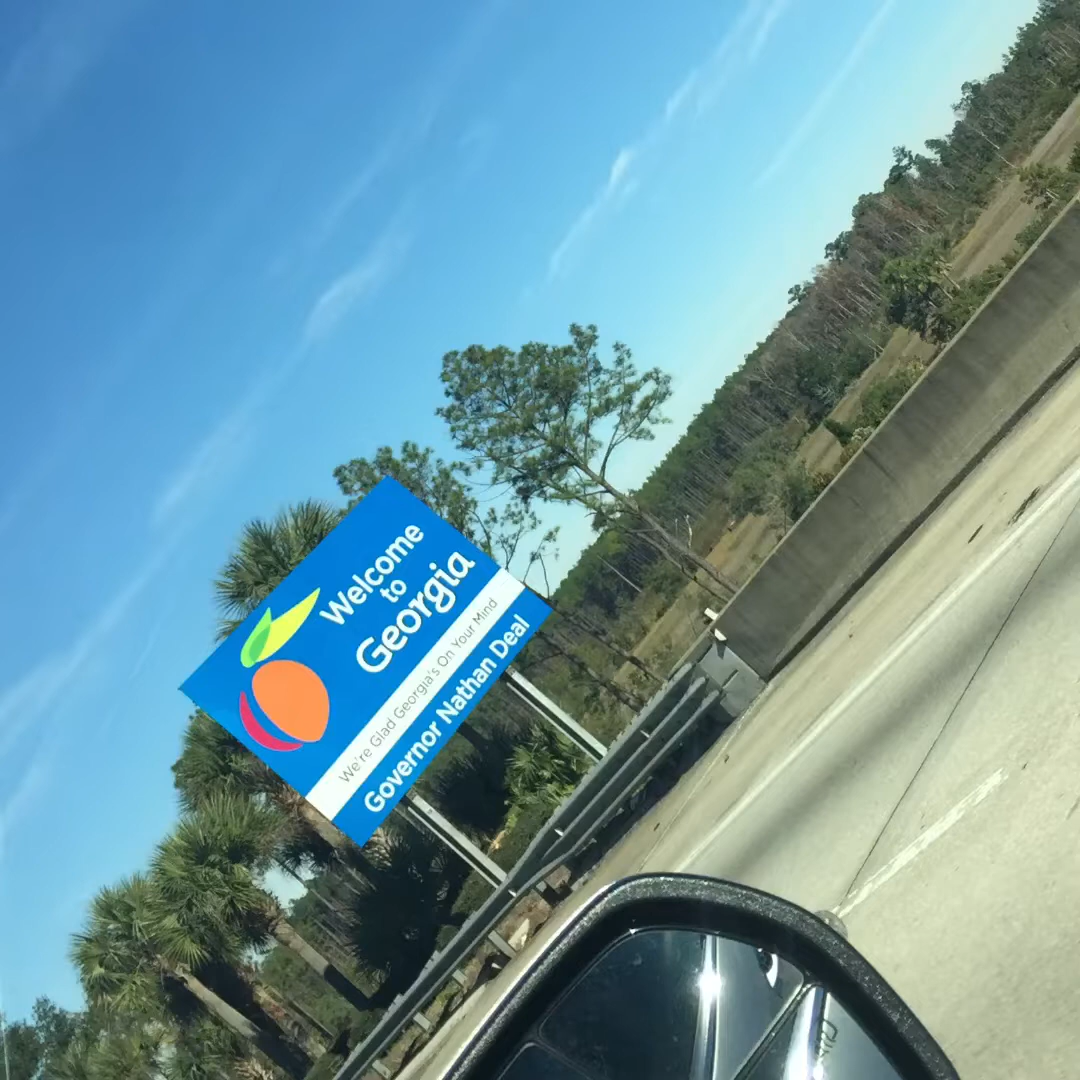 Welcome
to
Georgia
We're Glad Georgia's On Your Mind
Governor Nathan Deal